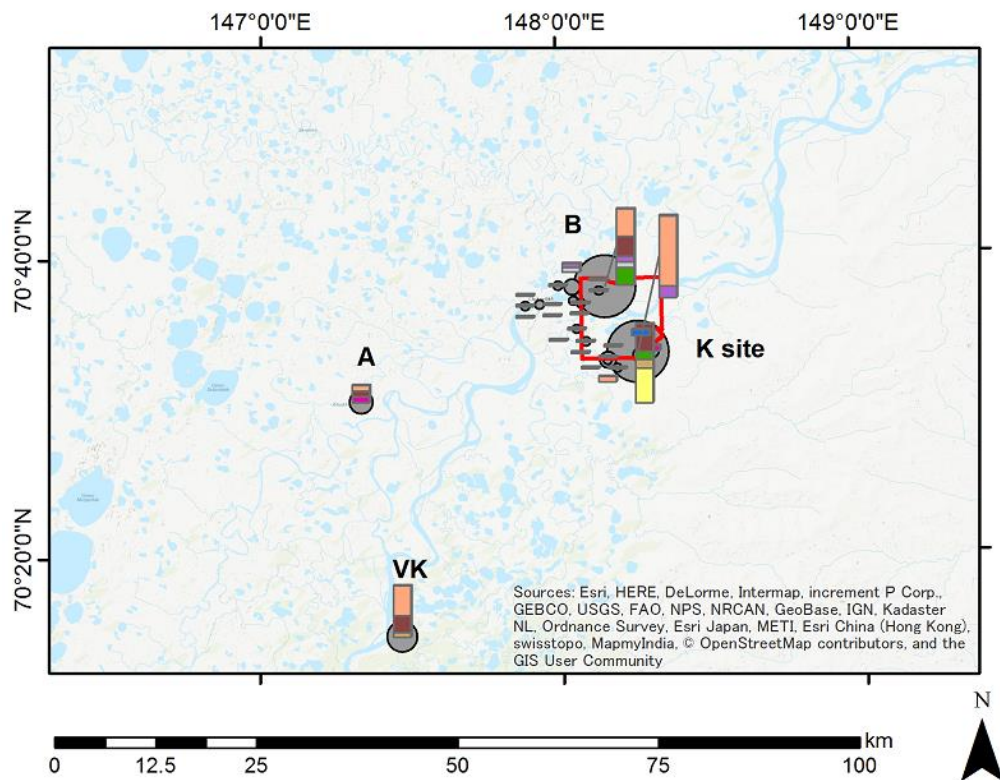 147°0'0"E 148°0'0"E 149°0'0"E
70°40'0"N
B
K site
A
70°20'0"N
VK
Sources: Esri, HERE, DeLorme, Intermap, increment P Corp.,
GEBCO, USGS, FAO, NPS, NRCAN, GeoBase, IGN, Kadaster
NL, Ordnance Survey, Esri Japan, METI, Esri China (Hong Kong),
swisstopo, MapmyIndia, © OpenStreetMap contributors, and the
GIS User Community
N
km
0 12.5 25 50 75 100